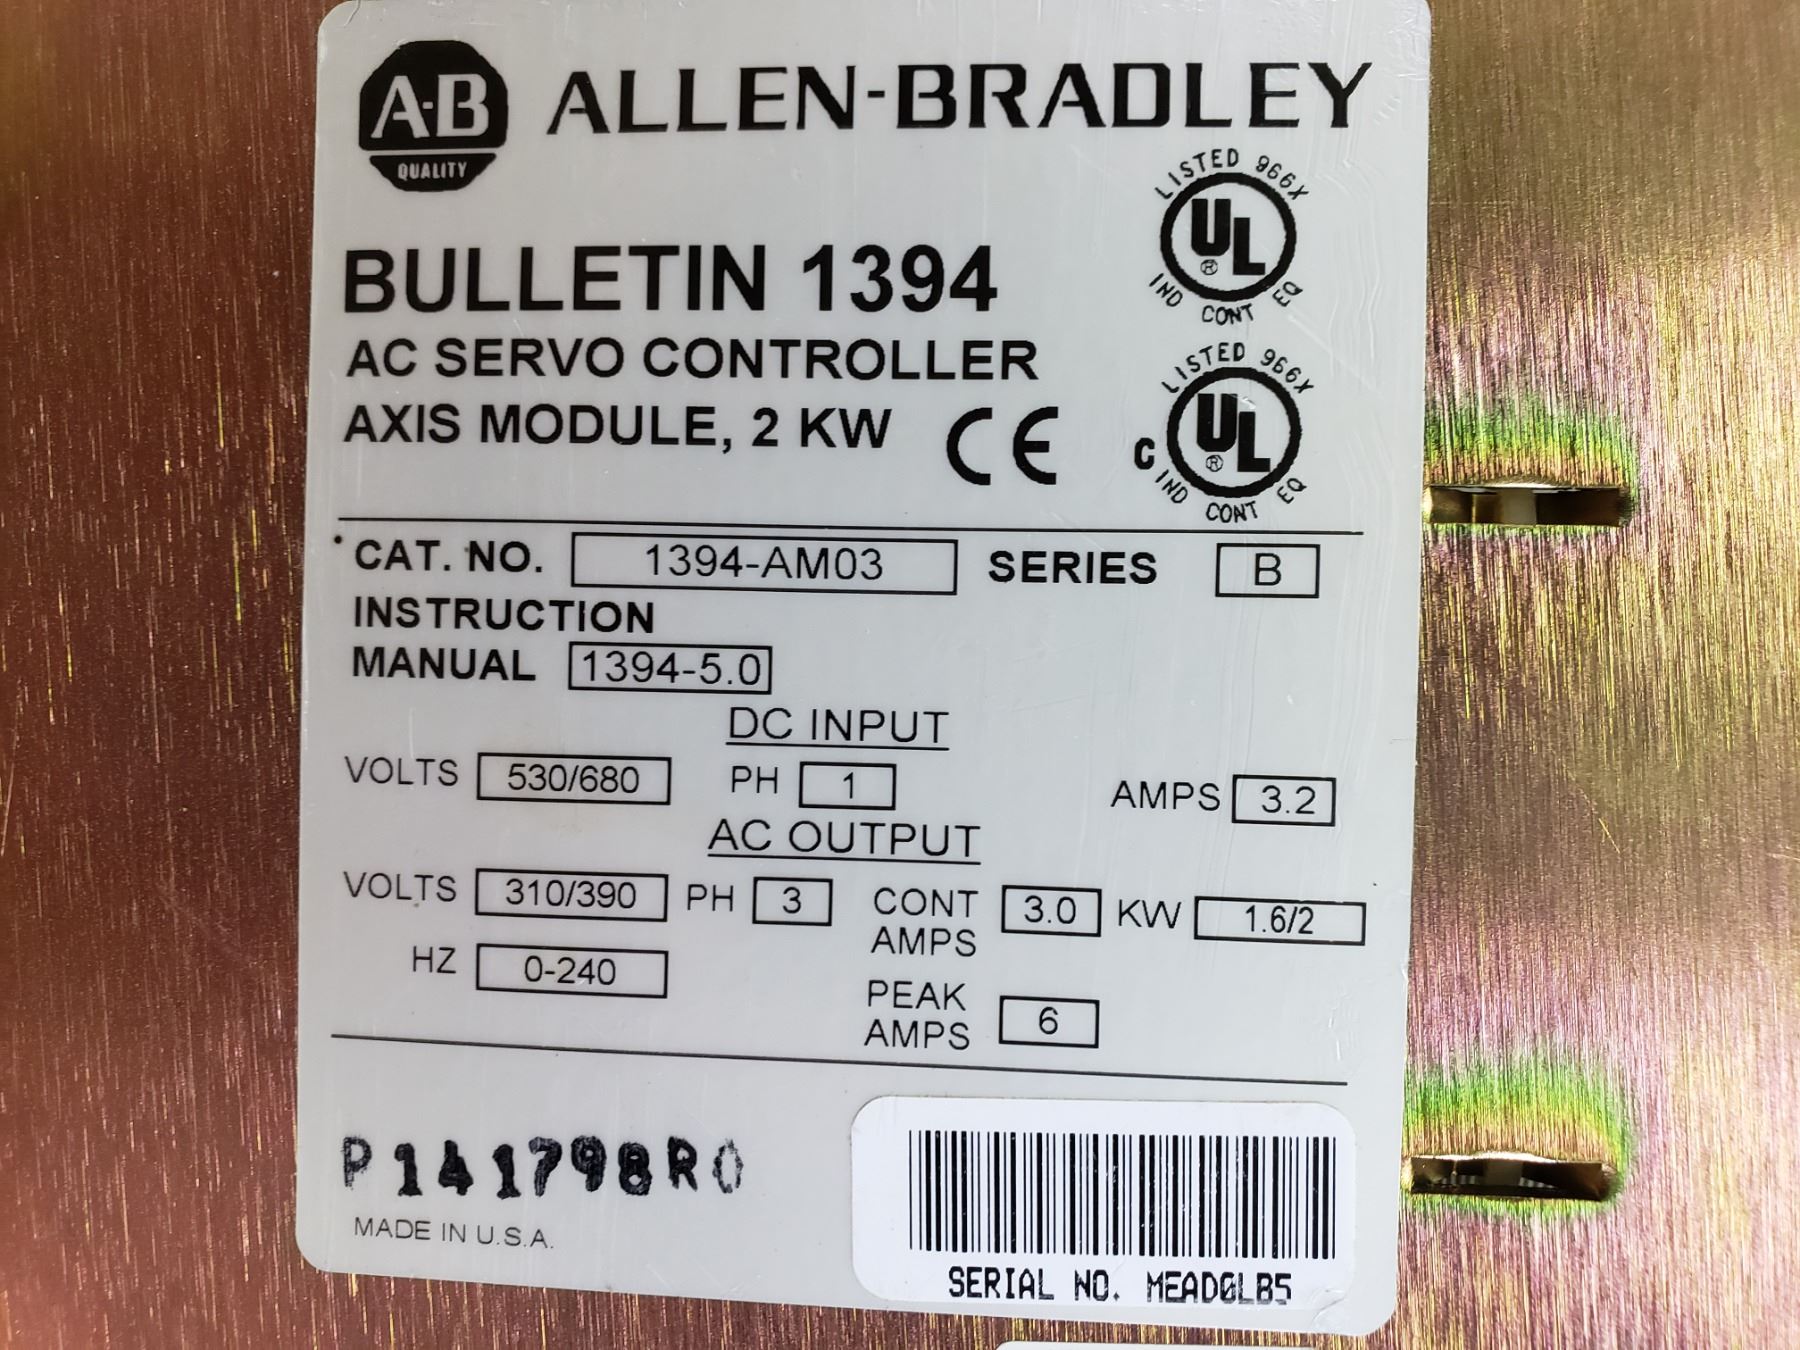 A-B
QUALITY
ALLEN-BRADLEY
LISTED 966X
UL
®
IND CONT EQ
BULLETIN 1394
AC SERVO CONTROLLER
AXIS MODULE, 2 KW
CE
LISTED 966X
C UL
®
IND CONT EQ
CAT. NO. 1394-AM03 SERIES B
INSTRUCTION
MANUAL 1394-5.0
DC INPUT
VOLTS 530/680 PH 1 AMPS 3.2
AC OUTPUT
VOLTS 310/390 PH 3 CONT AMPS 3.0 KW 1.6/2
HZ 0-240
PEAK AMPS 6
P141798R0
MADE IN U.S.A.
SERIAL NO. MEAD0LB5